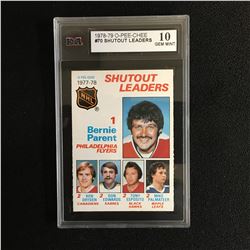 1978-79 O-PEE-CHEE
#70 SHUTOUT LEADERS
10
GEM MINT
1977-78
NHL
SHUTOUT
LEADERS
1
Bernie
Parent
PHILADELPHIA
FLYERS
2 KEN DRYDEN
CANADIENS
2 DON EDWARDS
SABRES
2 TONY ESPOSITO
BLACK HAWKS
2 MIKE PALMATEER
MAPLE LEAFS